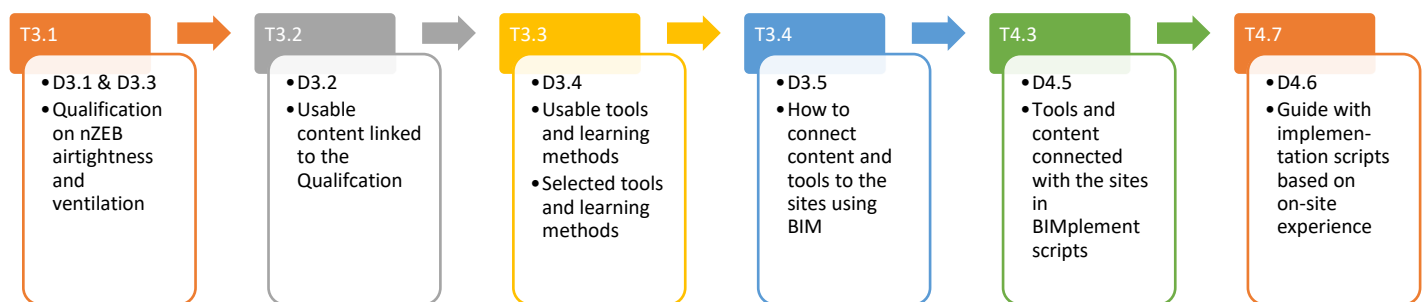 T3.1
•D3.1 & D3.3
•Qualification
on nZEB
airtightness
and
ventilation
T3.2
•D3.2
•Usable
content linked
to the
Qualifcation
T3.3
•D3.4
•Usable tools
and learning
methods
•Selected tools
and learning
methods
T3.4
•D3.5
•How to
connect
content and
tools to the
sites using
BIM
T4.3
•D4.5
•Tools and
content
connected
with the sites
in
BIMplement
scripts
T4.7
•D4.6
•Guide with
implemen-
tation scripts
based on
on-site
experience